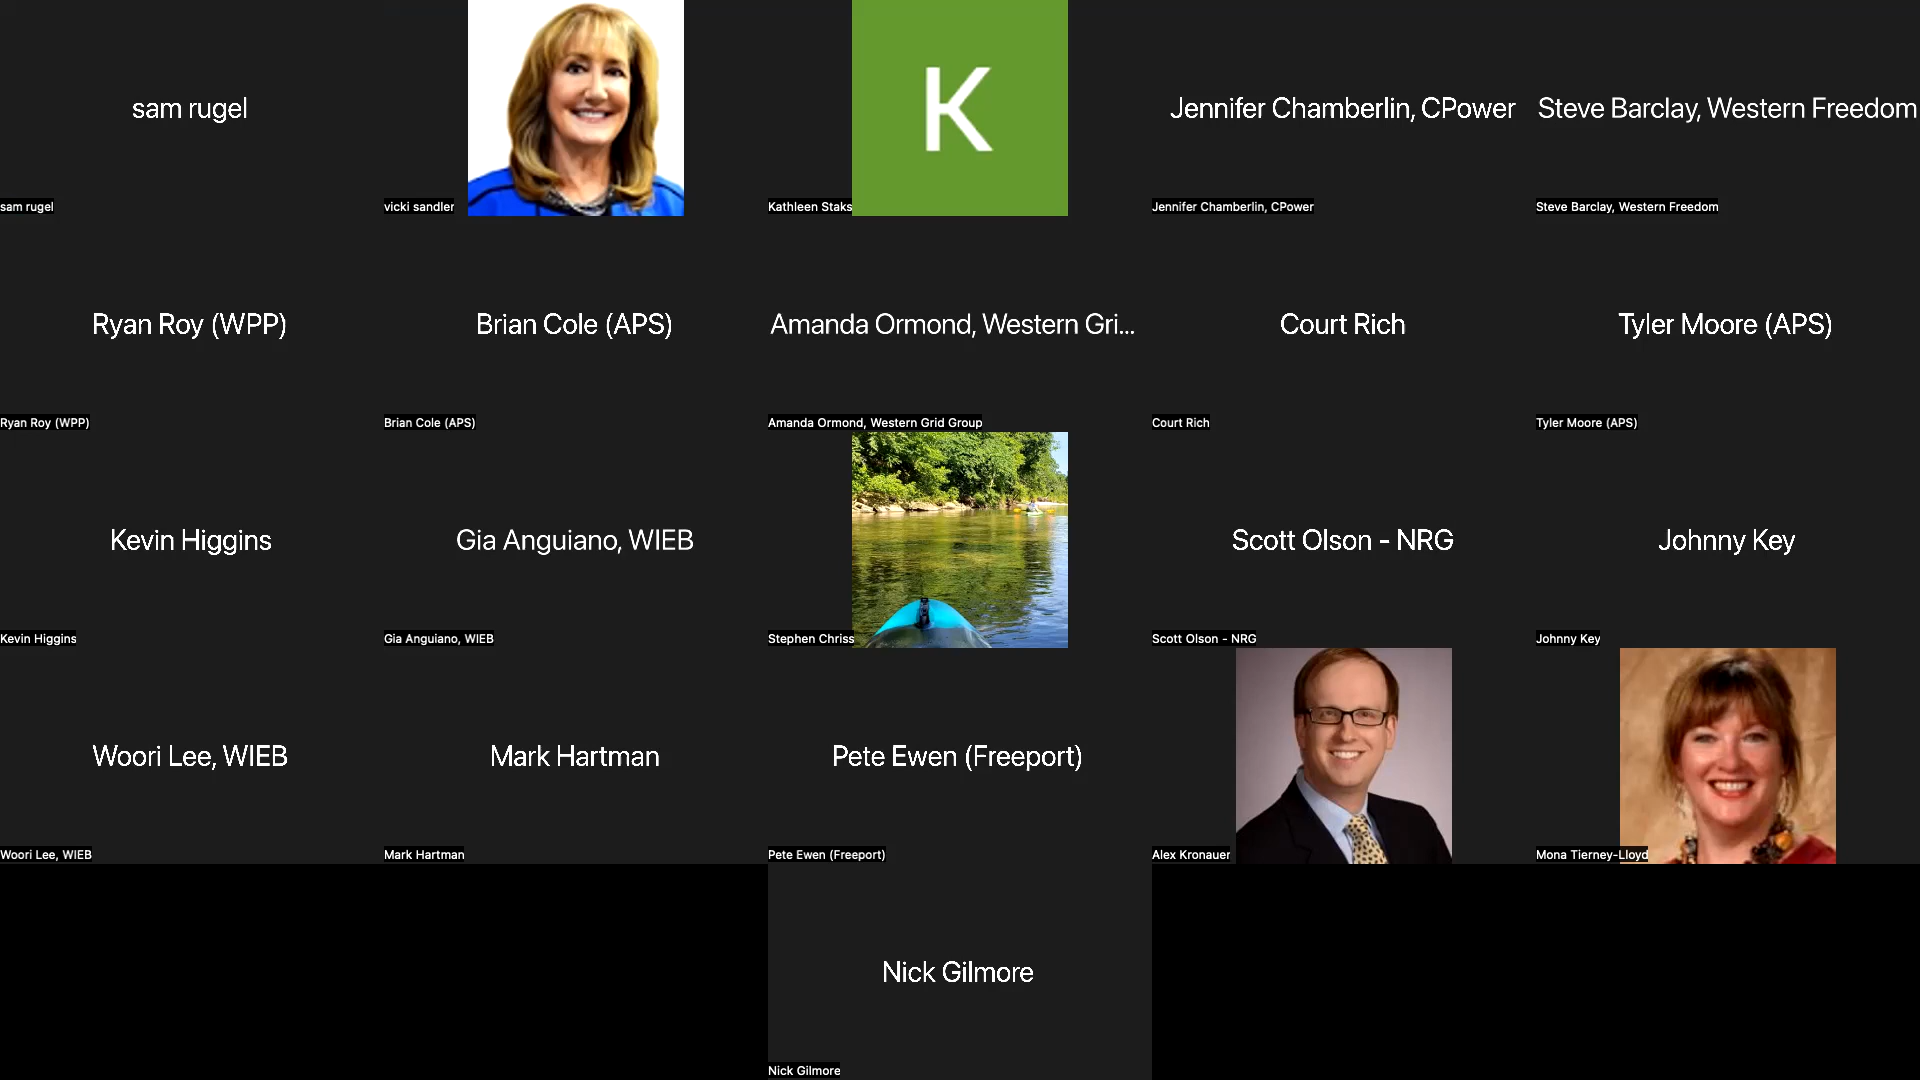 sam rugel
K
Jennifer Chamberlin, CPower
Steve Barclay, Western Freedom
sam rugel
vicki sandler
Kathleen Staks
Jennifer Chamberlin, CPower
Steve Barclay, Western Freedom
Ryan Roy (WPP)
Brian Cole (APS)
Amanda Ormond, Western Gri...
Court Rich
Tyler Moore (APS)
Ryan Roy (WPP)
Brian Cole (APS)
Amanda Ormond, Western Grid Group
Court Rich
Tyler Moore (APS)
Kevin Higgins
Gia Anguiano, WIEB
Scott Olson - NRG
Johnny Key
Kevin Higgins
Gia Anguiano, WIEB
Stephen Chriss
Scott Olson - NRG
Johnny Key
Woori Lee, WIEB
Mark Hartman
Pete Ewen (Freeport)
Woori Lee, WIEB
Mark Hartman
Pete Ewen (Freeport)
Alex Kronauer
Mona Tierney-Lloyd
Nick Gilmore
Nick Gilmore